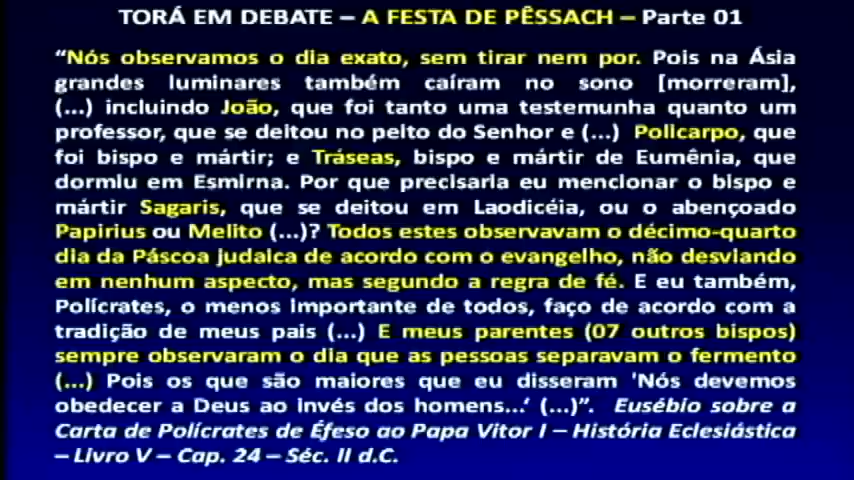 TORÁ EM DEBATE – A FESTA DE PÊSSACH – Parte 01
“Nós observamos o dia exato, sem tirar nem por. Pois na Ásia
grandes luminares também caíram no sono [morreram],
(...) incluindo João, que foi tanto uma testemunha quanto um
professor, que se deitou no peito do Senhor e (...) Policarpo, que
foi bispo e mártir; e Tráseas, bispo e mártir de Eumênia, que
dormiu em Esmirna. Por que precisaria eu mencionar o bispo e
mártir Sagaris, que se deitou em Laodicéia, ou o abençoado
Papirius ou Melito (...)? Todos estes observavam o décimo-quarto
dia da Páscoa judaica de acordo com o evangelho, não desviando
em nenhum aspecto, mas segundo a regra de fé. E eu também,
Polícrates, o menos importante de todos, faço de acordo com a
tradição de meus pais (...) E meus parentes (07 outros bispos)
sempre observaram o dia que as pessoas separavam o fermento
(...) Pois os que são maiores que eu disseram 'Nós devemos
obedecer a Deus ao invés dos homens...‘ (...)”. Eusébio sobre a
Carta de Polícrates de Éfeso ao Papa Vitor I – História Eclesiástica
– Livro V – Cap. 24 – Séc. II d.C.